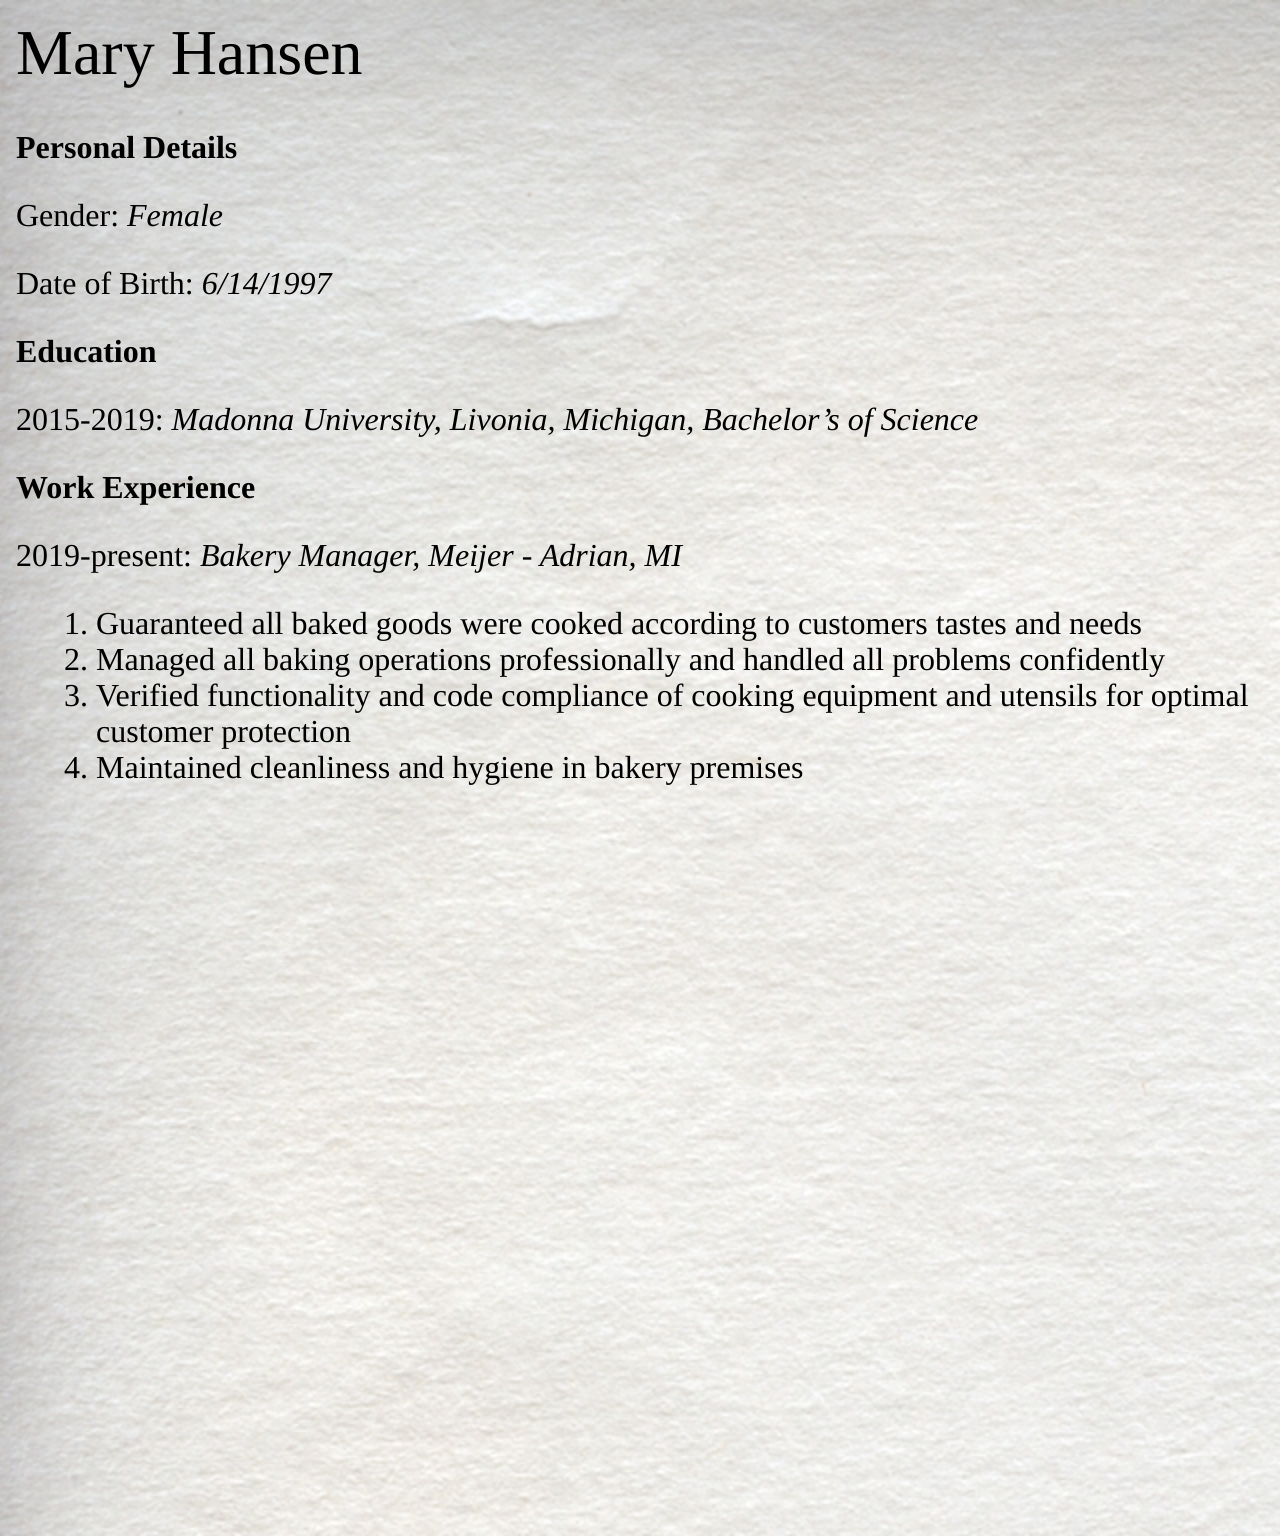 Mary Hansen
Personal Details
Gender: Female
Date of Birth: 6/14/1997
Education
2015-2019: Madonna University, Livonia, Michigan, Bachelor’s of Science
Work Experience
2019-present: Bakery Manager, Meijer - Adrian, MI
1. Guaranteed all baked goods were cooked according to customers tastes and needs
2. Managed all baking operations professionally and handled all problems confidently
3. Verified functionality and code compliance of cooking equipment and utensils for optimal
customer protection
4. Maintained cleanliness and hygiene in bakery premises